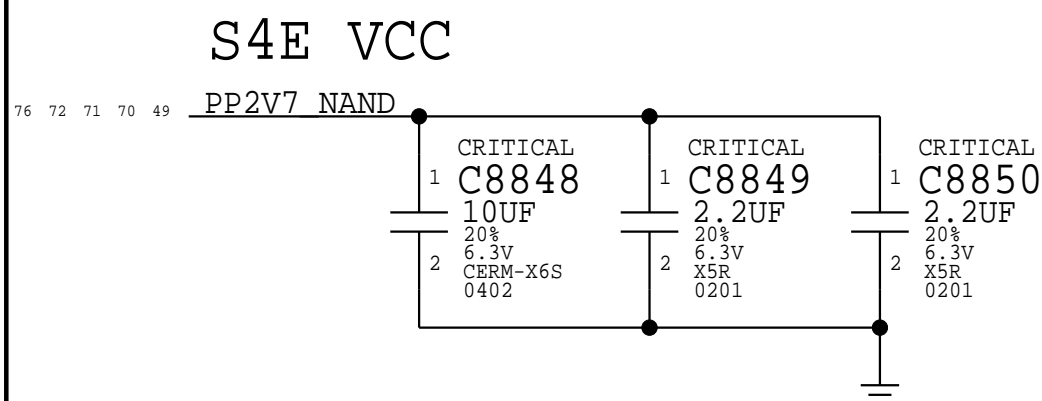 S4E VCC
76 72 71 70 49 PP2V7_NAND
CRITICAL
1 C8848
10UF
20%
6.3V
2 CERM-X6S
0402
CRITICAL
1 C8849
2.2UF
20%
6.3V
2 X5R
0201
CRITICAL
1 C8850
2.2UF
20%
6.3V
2 X5R
0201